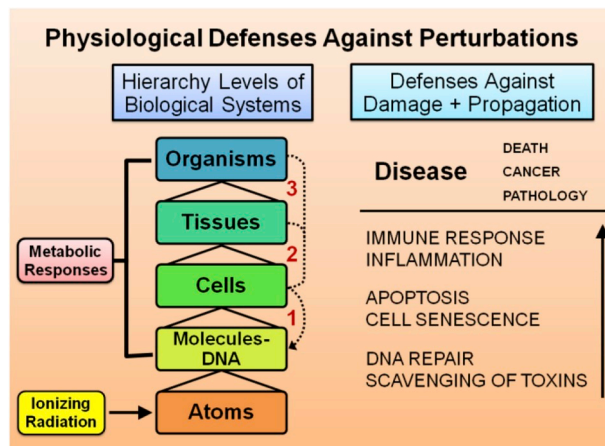 Physiological Defenses Against Perturbations
Hierarchy Levels of
Biological Systems
Defenses Against
Damage + Propagation
Organisms
3
Tissues
2
Cells
1
Molecules-
DNA
Atoms
Metabolic
Responses
Ionizing
Radiation
Disease
DEATH
CANCER
PATHOLOGY
IMMUNE RESPONSE
INFLAMMATION
APOPTOSIS
CELL SENESCENCE
DNA REPAIR
SCAVENGING OF TOXINS